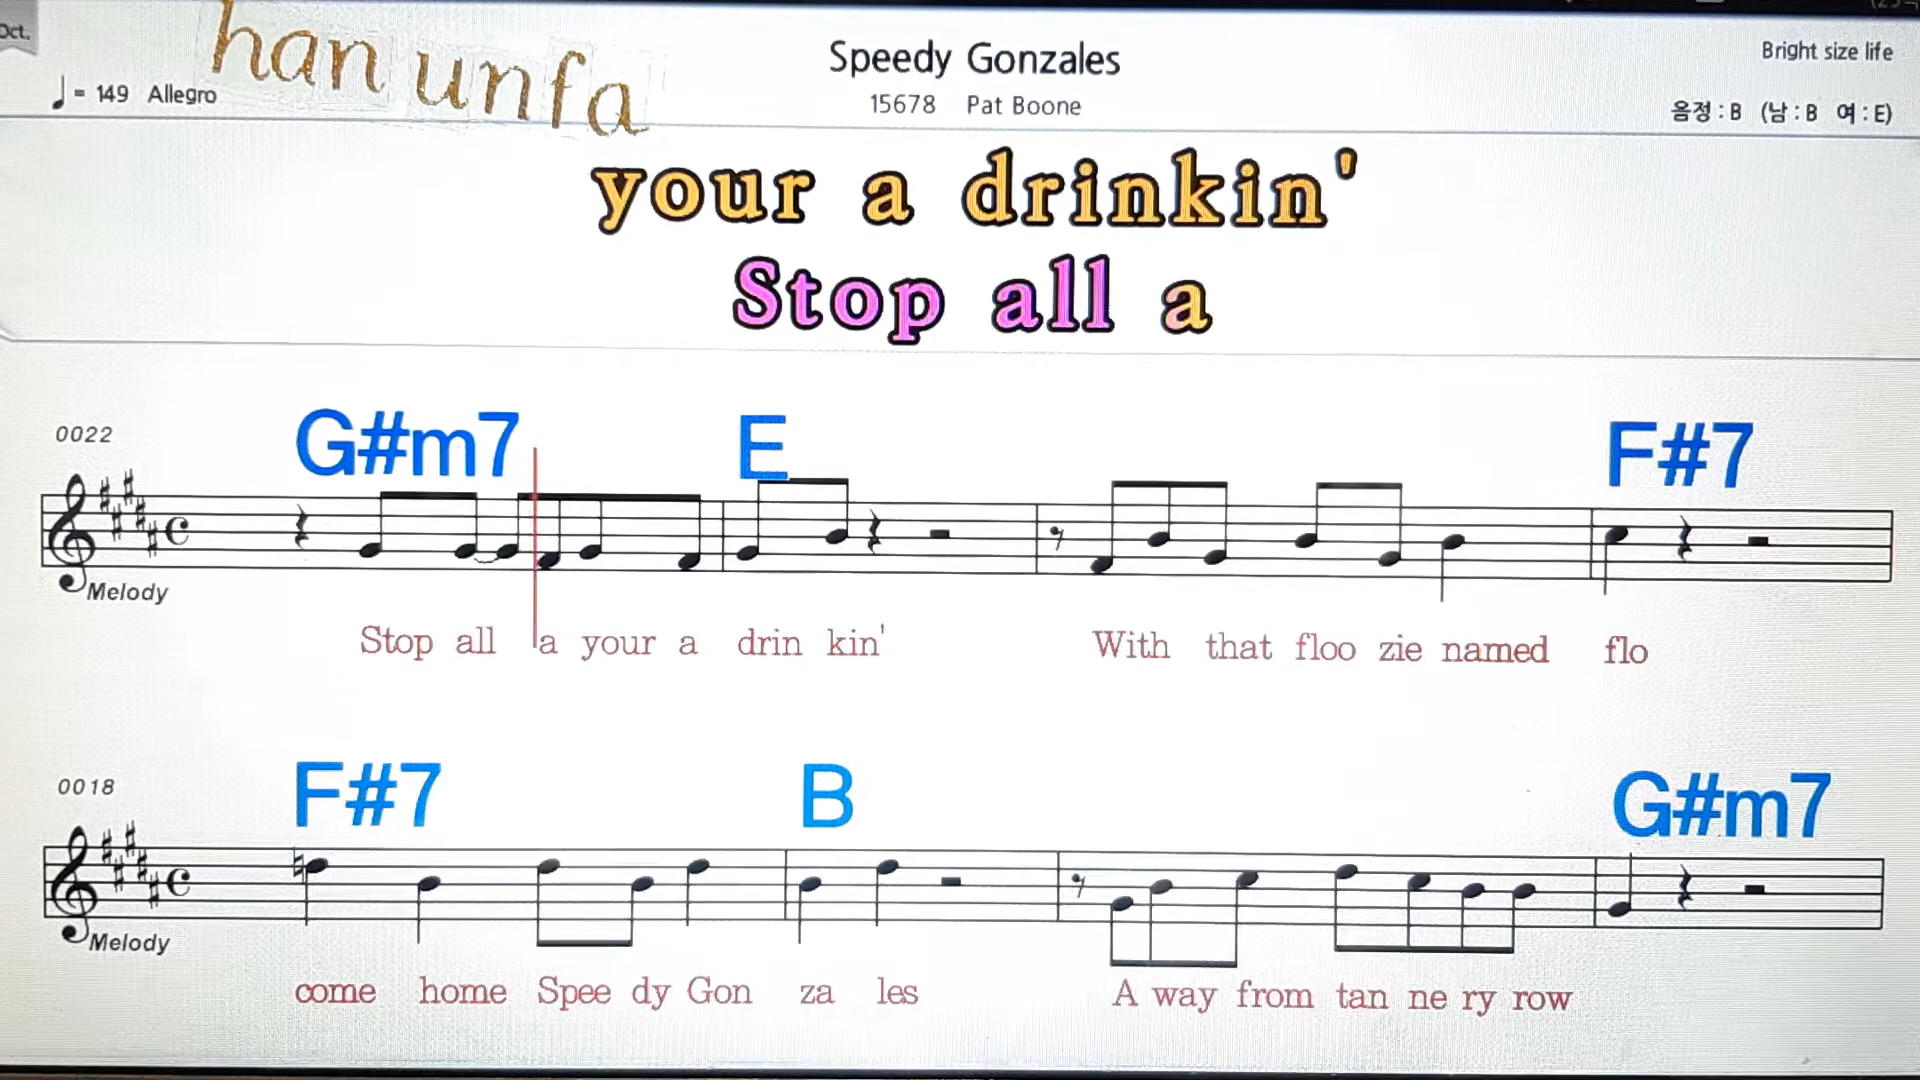 Oct.
han unfa
♩= 149 Allegro
Speedy Gonzales
15678 Pat Boone
Bright size life
음정 : B (남 : B 여 : E)
your a drinkin'
Stop all a
0022
G#m7 E F#7
Melody
Stop all a your a drin kin' With that floo zie named flo
0018
F#7 B G#m7
Melody
come home Spee dy Gon za les A way from tan ne ry row